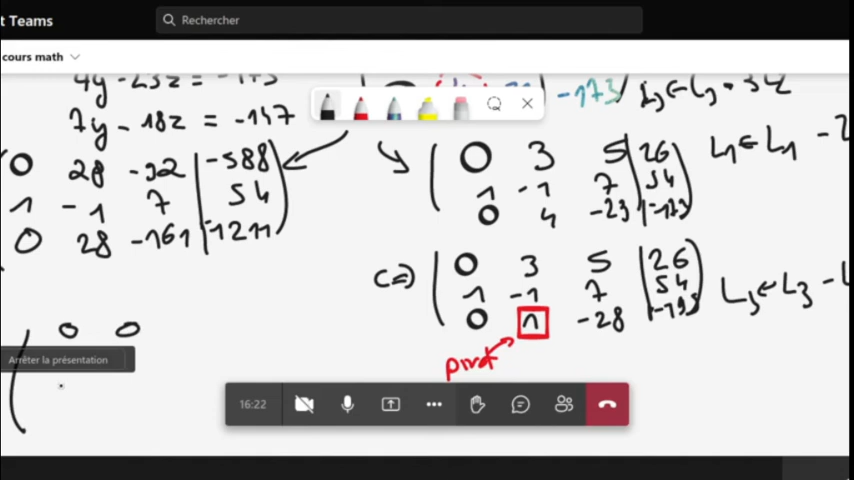 t Teams
Rechercher
cours math
4y - 23z = -173
7y - 18z = -147
0 28 -92 | -588
1 -1 7 | 54
0 28 -161 | -1211
-173 L3 ← L3
0 3 5 | 26
1 -1 7 | 54
0 4 -23 | -173
L1 ← L1 - 2
<=> 0 3 5 | 26
1 -1 7 | 54
0 1 -28 | -199
L3 ← L3 - L
pivot
0 0
Arrêter la présentation
16:22